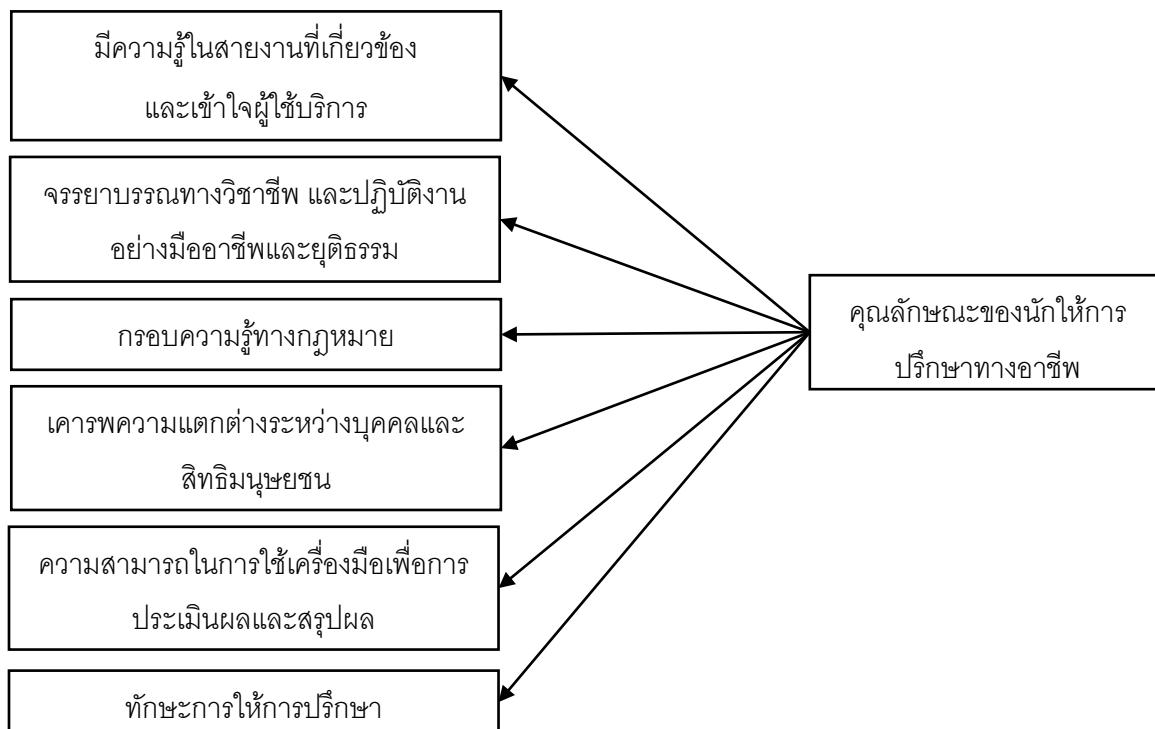 มีความรู้ในสายงานที่เกี่ยวข้อง
และเข้าใจผู้ใช้บริการ
จรรยาบรรณทางวิชาชีพ และปฏิบัติงาน
อย่างมืออาชีพและยุติธรรม
กรอบความรู้ทางกฎหมาย
เคารพความแตกต่างระหว่างบุคคลและ
สิทธิมนุษยชน
ความสามารถในการใช้เครื่องมือเพื่อการ
ประเมินผลและสรุปผล
ทักษะการให้การปรึกษา
คุณลักษณะของนักให้การ
ปรึกษาทางอาชีพ